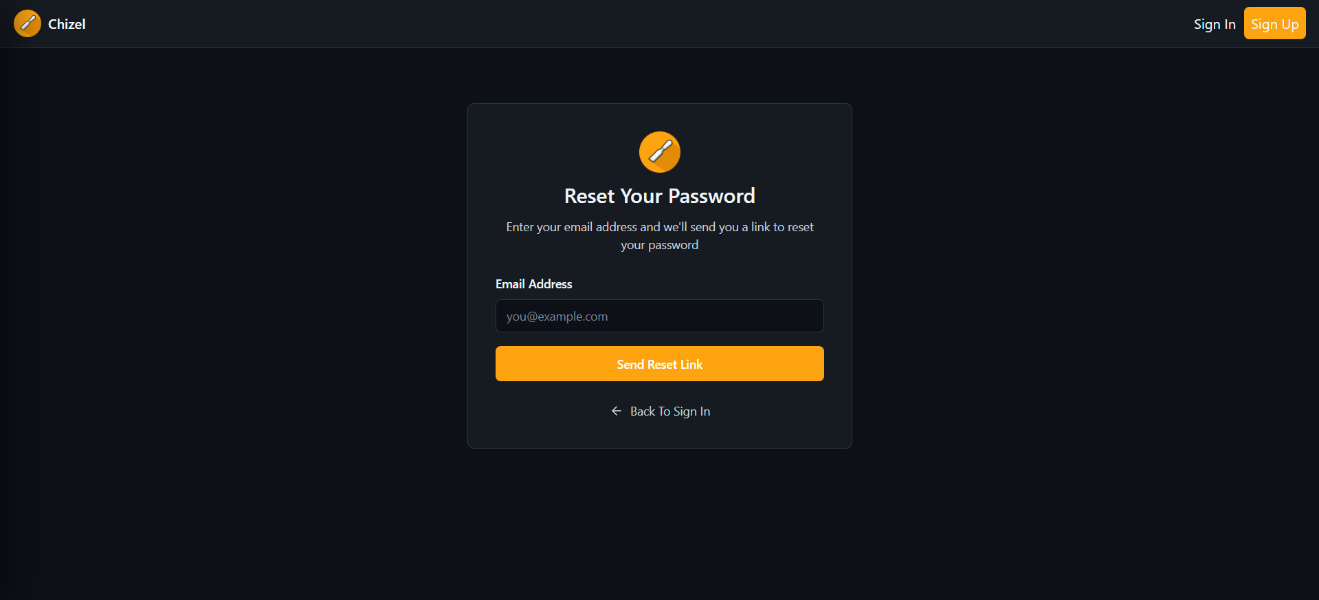 Chizel
Sign In
Sign Up
Reset Your Password
Enter your email address and we'll send you a link to reset
your password
Email Address
you@example.com
Send Reset Link
Back To Sign In